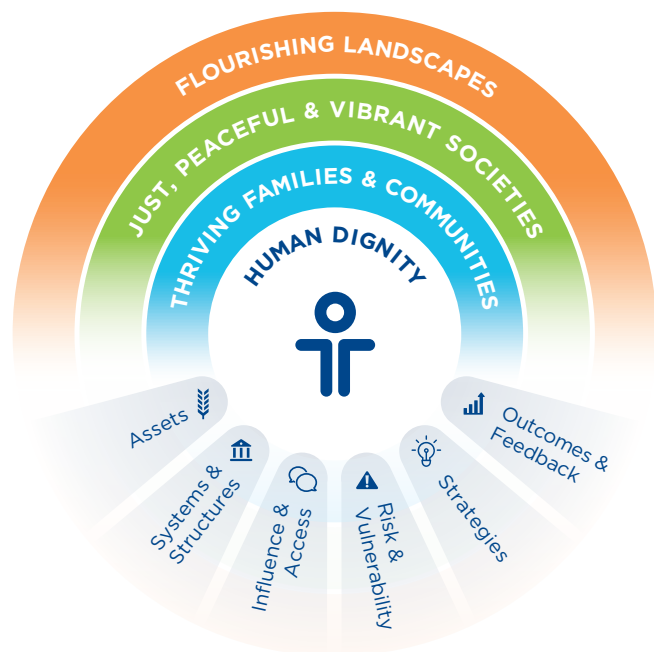 FLOURISHING LANDSCAPES
JUST, PEACEFUL & VIBRANT SOCIETIES
THRIVING FAMILIES & COMMUNITIES
HUMAN DIGNITY
Assets
Systems &
Structures
Influence &
Access
Risk &
Vulnerability
Strategies
Outcomes &
Feedback